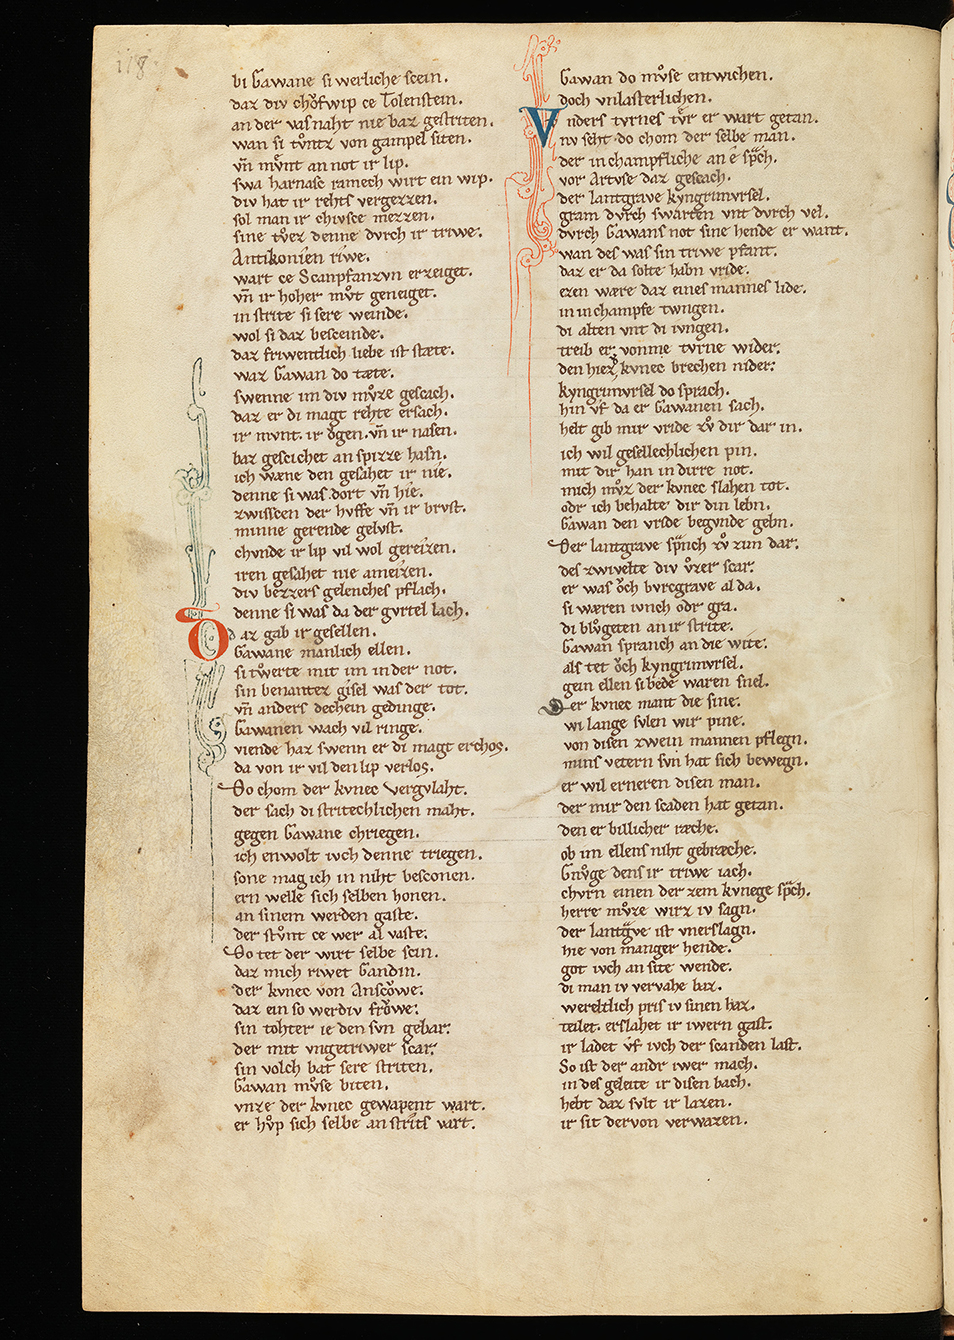 118
bi Gawane si werliche scein.
daz div chǒfwip ce Tolenstein.
an der vasnaht nie baz gestriten.
wan si tv̊ntz von gampel siten.
vn̄ mv̊nt an not ir lip.
swa harnasc ramech wirt ein wip.
div hat ir rehts vergezzen.
sol man ir chivsce mezzen.
sine tv̊ez denne dvrch ir triwe.
Antikonien riwe.
wart ce Scanpfanzvn erzeiget.
vn̄ ir hoher mv̊t geneiget.
in strite si sere weinde.
wol si daz besceinde.
daz friwentlich liebe ist stæte.
waz Gawan do tæte.
swenne im div mv̊ze gescach.
daz er di magt rehte ersach.
ir mvnt. ir ǒgen. vn̄ ir nasen.
baz gescichet an spizze hasn.
ich wæne den gesahet ir nie.
denne si was dort vn̄ hie.
zwisscen der hvffe vn̄ ir brvst.
minne gerende gelvst.
chvnde ir lip vil wol gereizen.
iren gesahet nie ameizen.
div bezzers gelenches pflach.
denne si was da der gvrtel lach.
Daz gab ir gesellen.
Gawane manlich ellen.
si tv̊werte mit im in der not.
sin benantez gisel was der tot.
vn̄ anders dechein gedinge.
Gawanen wach vil ringe.
viende haz swenn er di magt erchos.
da von ir vil den lip verlos.
Do chom der kvnec vergvlaht.
der sach di stritechlichen maht.
gegen Gawane chriegen.
ich enwolt ivch denne triegen.
sone mag ich in niht besconen.
ern welle sich selben honen.
an sinem werden gaste.
der stv̊nt ce wer al vaste.
Do tet der wirt selbe scin.
daz mich riwet Gandin.
der kvnec von Anscǒwe.
daz ein so werdiv frǒwe.
sin tohter ie den svn gebar.
der mit vngetriwer scar.
sin volch bat sere striten.
Gawan mv̊se biten.
vnze der kvnec gewapent wart.
er hv̊p sich selbe an strits vart.
Gawan do mv̊se entwichen.
doch vnlasterlichen.
Vnders tvrnes tv̊r er wart getan.
nv seht do chom der selbe man.
der in champfliche an e sp̄ch.
vor Artvse daz gescach.
der lantgrave kyngrimvrsel.
gram dvrch swarten vnt dvrch vel.
dvrch Gawans not sine hende er want.
wan des was sin triwe pfant.
daz er da solte habn vride.
ezen wære daz eines mannes lide.
in in champfe twngen.
di alten vnt di ivngen.
treib er vonme tvrne wider.
den hiez kvnec brechen nider.
kyngrimvrsel do sprach.
hin vf da er Gawanen sach.
helt gib mir vride zv̊ dir dar in.
ich wil gesellechlichen pin.
mit dir han in dirre not.
mich mv̊z der kvnec slahen tot.
odr ich behalte dir din lebn.
Gawan den vride begvnde gebn.
Der lantgrave spranch zv̊ zun dar.
des zwivelte div vzer scar.
er was ǒch bvrcgrave al da.
si wæren ivnch odr gra.
di blv̊geten an ir strite.
Gawan spranch an die wite.
als tet ǒch kyngrimvrsel.
gein ellen si bede waren snel.
Der kvnec mant die sine.
wi lange svlen wir pine.
von disen zwein mannen pflegn.
mins vetern svn hat sich bewegn.
er wil erneren disen man.
der mir den scaden hat getan.
den er billicher ræche.
ob im ellens niht gebræche.
Gnv̊ge dens ir triwe iach.
chvrn einen der zem kvnege sp̄ch.
herre mv̊ze wirz iv sagn.
der lantgve ist vnerslagn.
hie von manger hende.
got ivch an site wende.
di man iv vervahe baz.
wereltlich pris iv sinen haz.
teilet. erslahet ir iwern gast.
ir ladet vf ivch der scanden last.
So ist der andr iwer mach.
in des geleite ir disen bach.
hebt daz svlt ir lazen.
ir sit dervon verwazen.